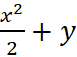 x²/2 + y